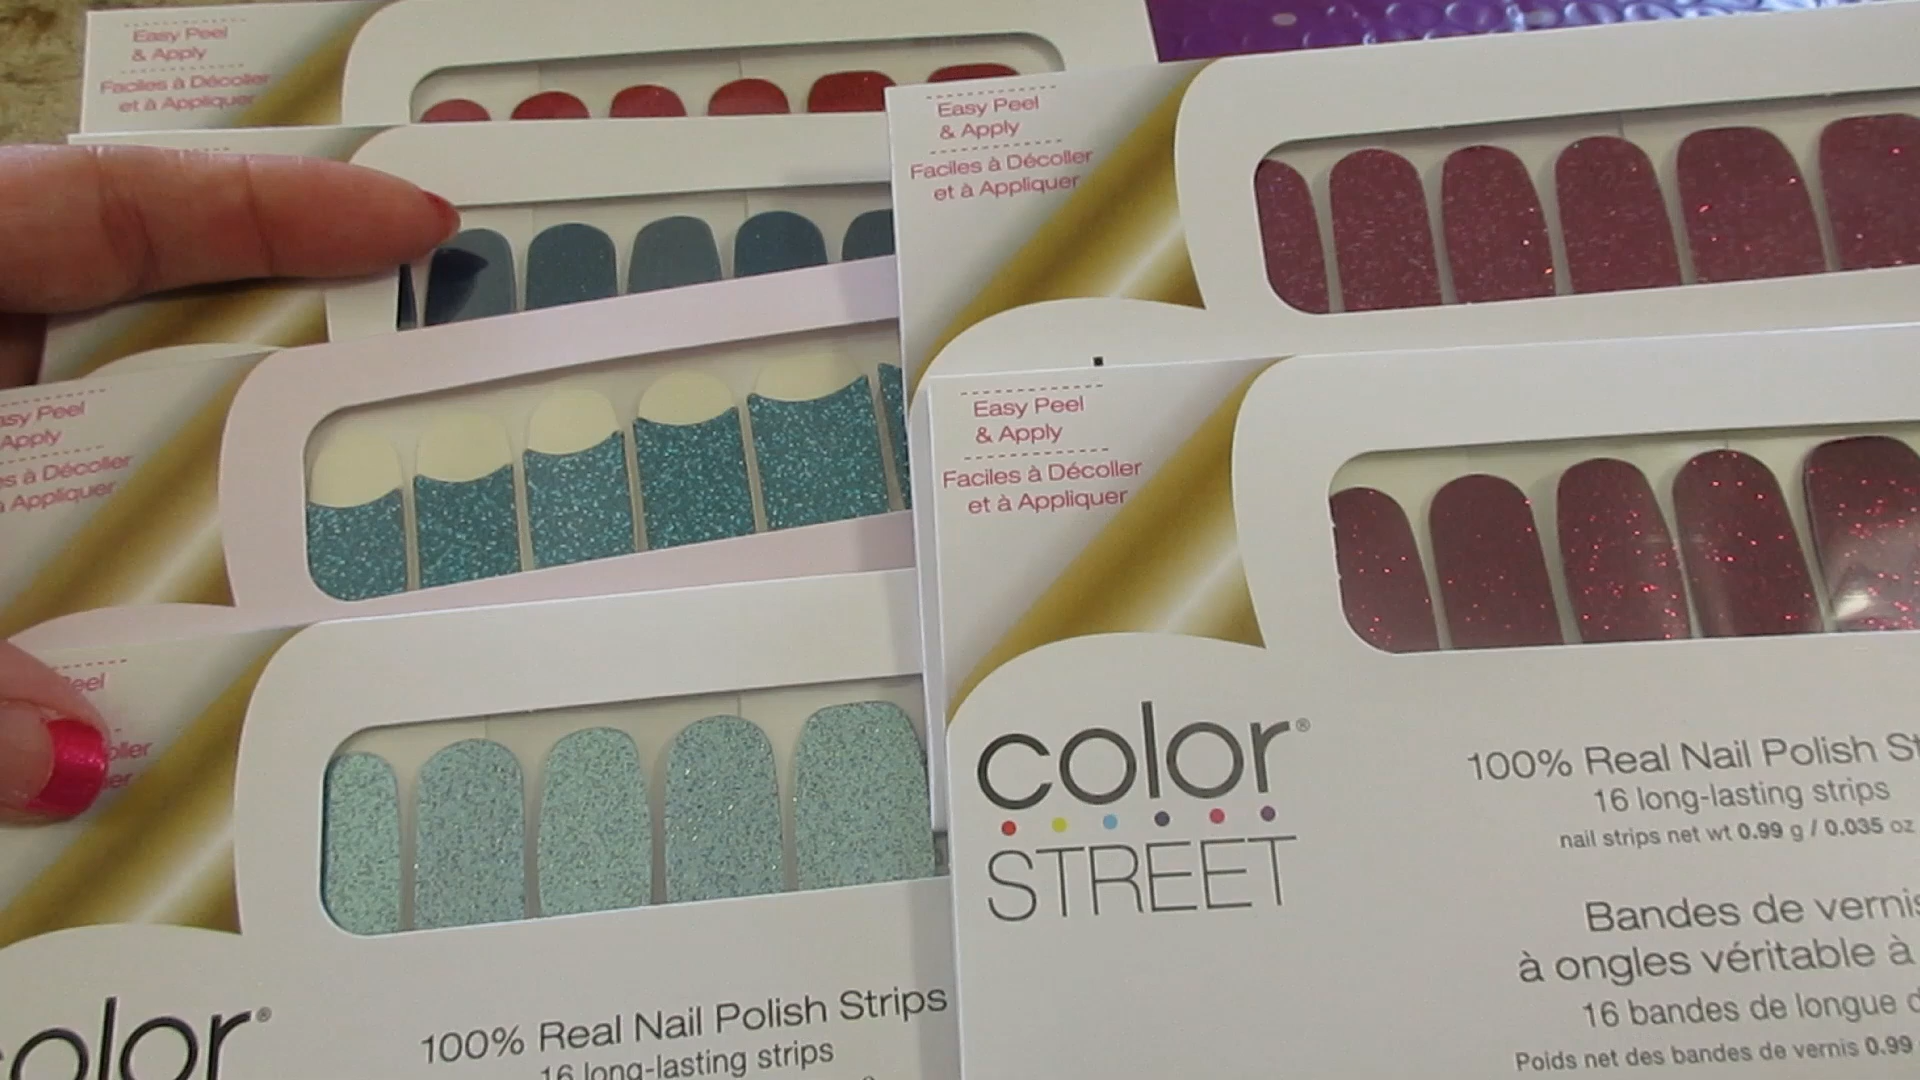 Easy Peel
& Apply
Faciles à Décoller
et à Appliquer
Easy Peel
& Apply
Faciles à Décoller
et à Appliquer
Apply
à Décoller
Appliquer
Easy Peel
& Apply
Faciles à Décoller
et à Appliquer
color®
STREET
100% Real Nail Polish
16 long-lasting strips
nail strips net wt 0.99 g / 0.035 oz
Bandes de vernis
à ongles véritable à
16 bandes de longue
Poids net des bandes de vernis 0.99
100% Real Nail Polish Strips
16 long-lasting strips